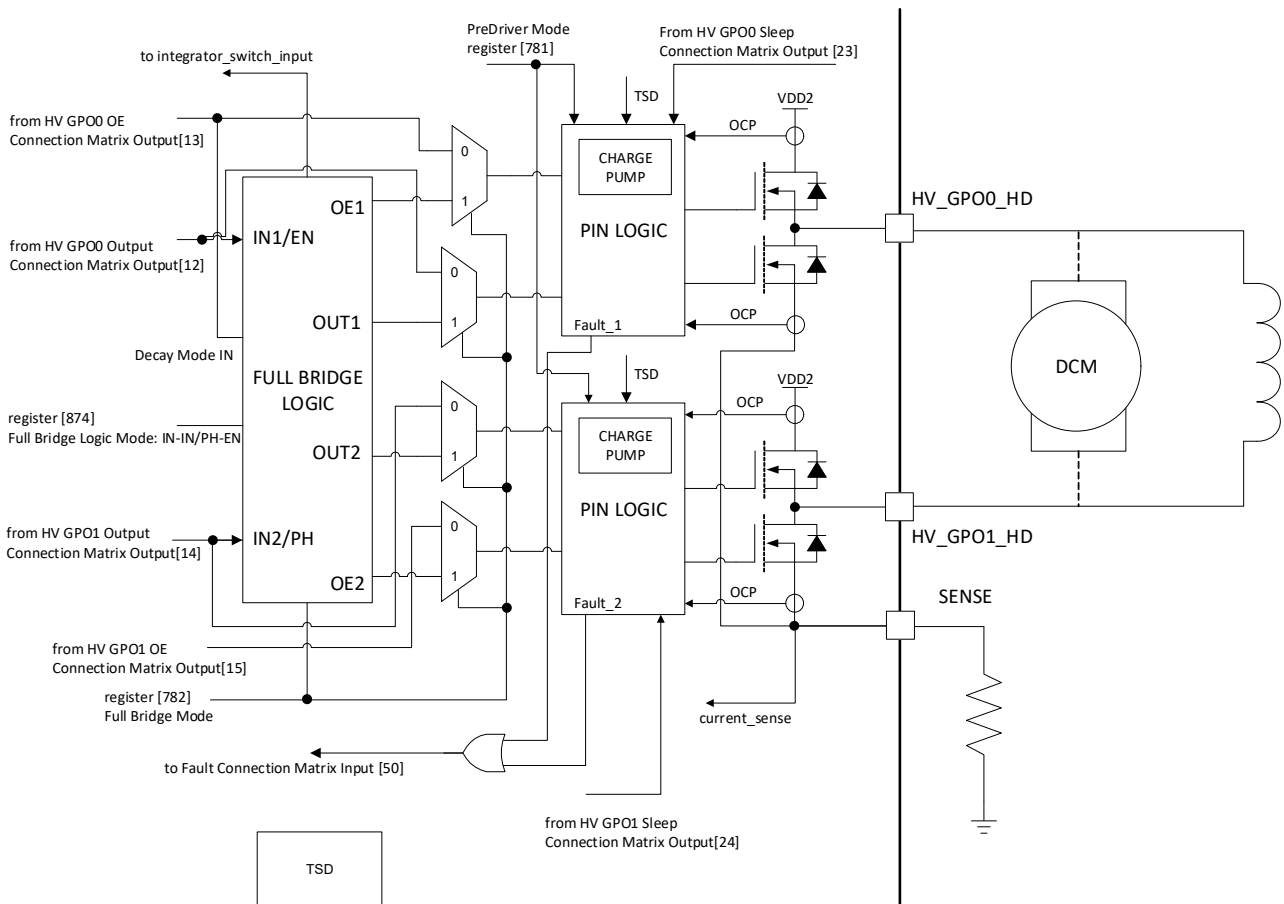 PreDriver Mode
register [781]
From HV GPO0 Sleep
Connection Matrix Output [23]
to integrator_switch_input
TSD
VDD2
from HV GPO0 OE
Connection Matrix Output[13]
OCP
0
CHARGE
PUMP
1
OE1
HV_GPO0_HD
PIN LOGIC
IN1/EN
from HV GPO0 Output
Connection Matrix Output[12]
0
OUT1
1
OCP
Fault_1
Decay Mode IN
DCM
FULL BRIDGE
LOGIC
TSD
VDD2
register [874]
Full Bridge Logic Mode: IN-IN/PH-EN
0
OCP
CHARGE
PUMP
OUT2
1
PIN LOGIC
from HV GPO1 Output
Connection Matrix Output[14]
IN2/PH
0
HV_GPO1_HD
OE2
1
OCP
Fault_2
SENSE
from HV GPO1 OE
Connection Matrix Output[15]
register [782]
Full Bridge Mode
current_sense
to Fault Connection Matrix Input [50]
from HV GPO1 Sleep
Connection Matrix Output[24]
TSD